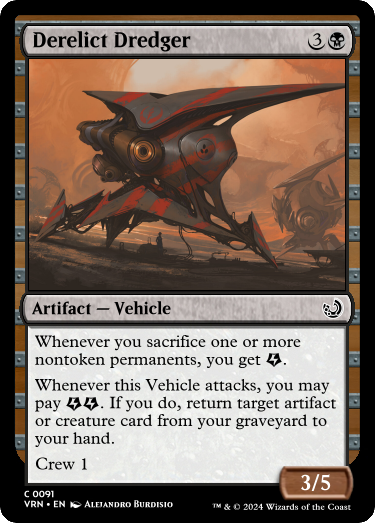 Derelict Dredger 3
Artifact — Vehicle
Whenever you sacrifice one or more
nontoken permanents, you get .
Whenever this Vehicle attacks, you may
pay . If you do, return target artifact
or creature card from your graveyard to
your hand.
Crew 1
3/5
C 0091
VRN • EN Alejandro Burdisio
™ & © 2024 Wizards of the Coast